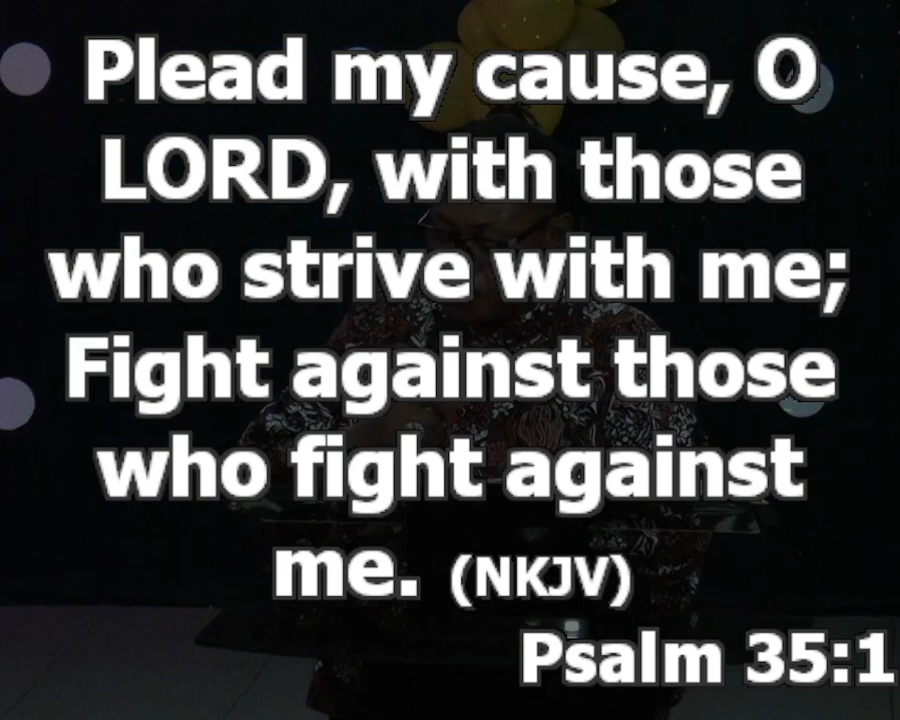 Plead my cause, O
LORD, with those
who strive with me;
Fight against those
who fight against
me. (NKJV)
Psalm 35:1